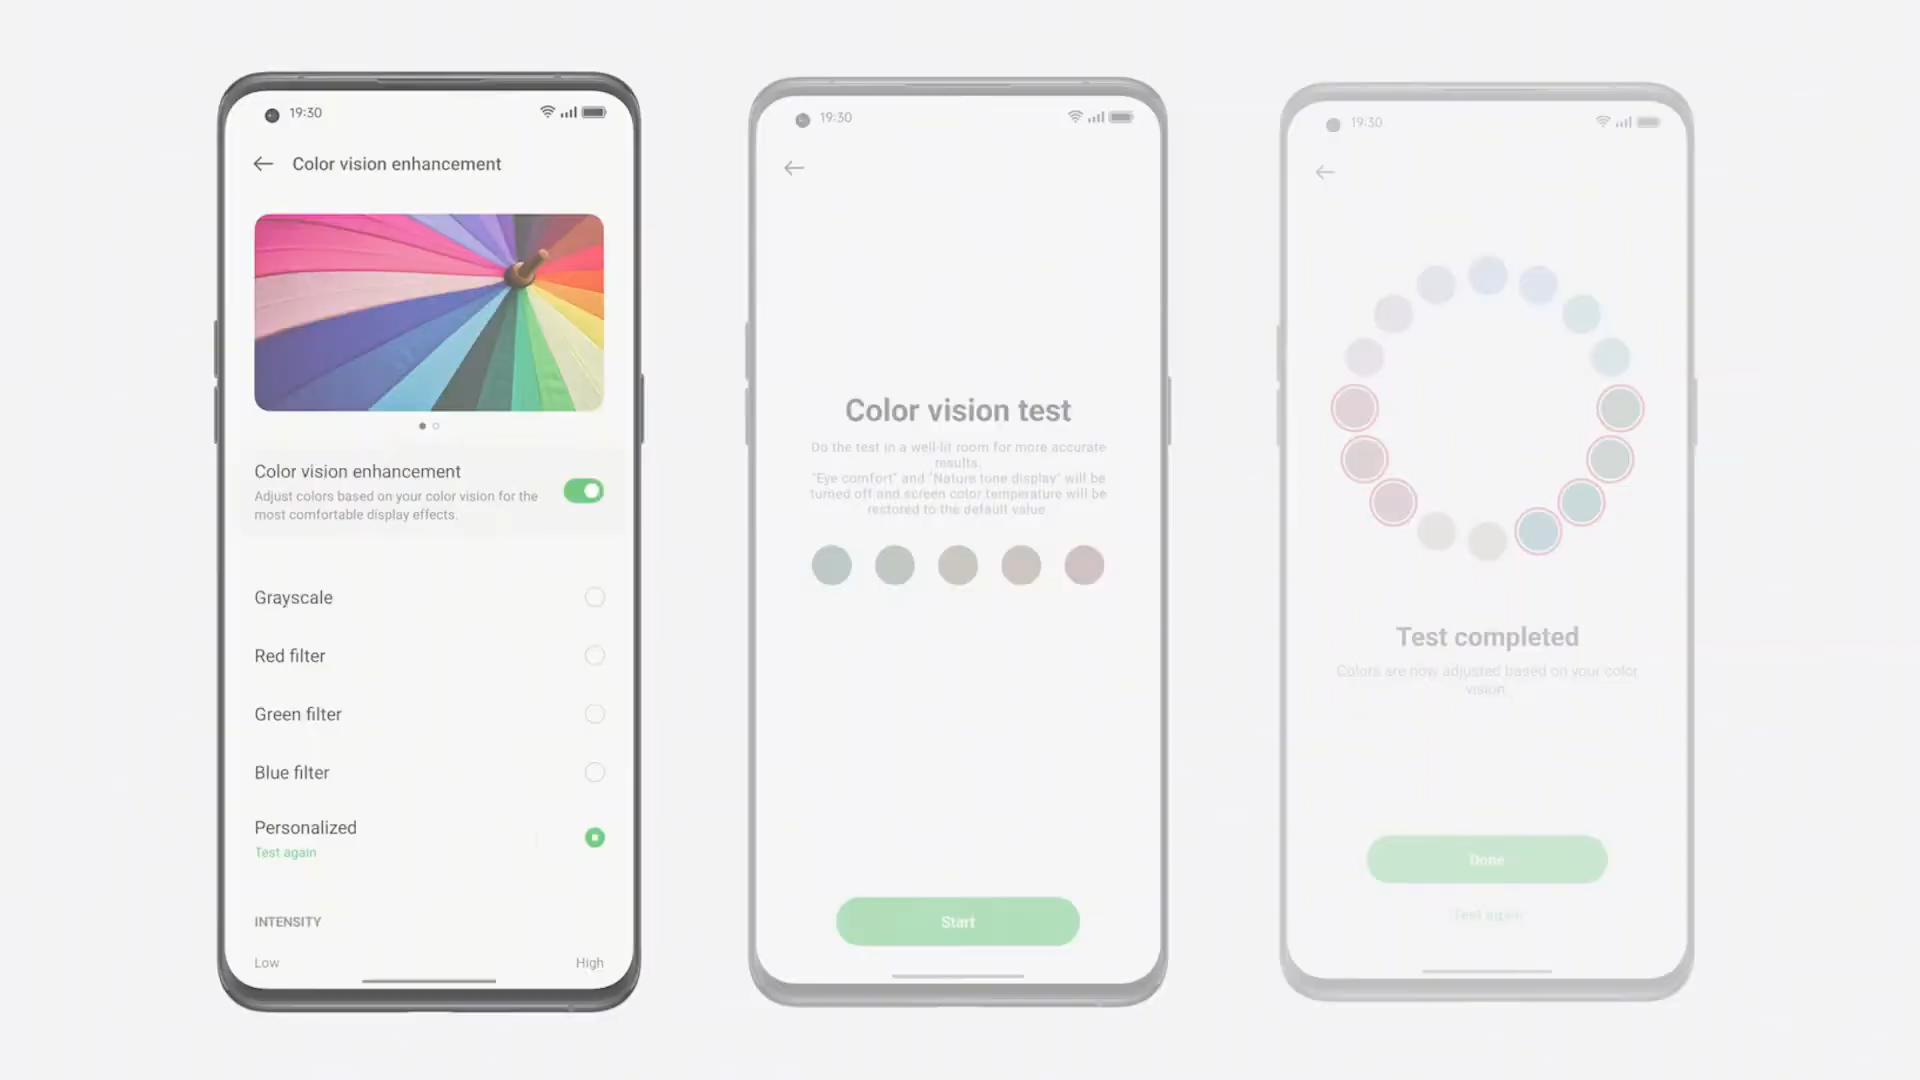 19:30
Color vision enhancement
Color vision enhancement
Adjust colors based on your color vision for the
most comfortable display effects.
Grayscale
Red filter
Green filter
Blue filter
Personalized
Test again
INTENSITY
Low
High
19:30
Color vision test
Do the test in a well-lit room for more accurate
results.
"Eye comfort" and "Nature tone display" will be
turned off and screen color temperature will be
restored to the default value
Start
19:30
Test completed
Colors are now adjusted based on your color
vision.
Done
Test again